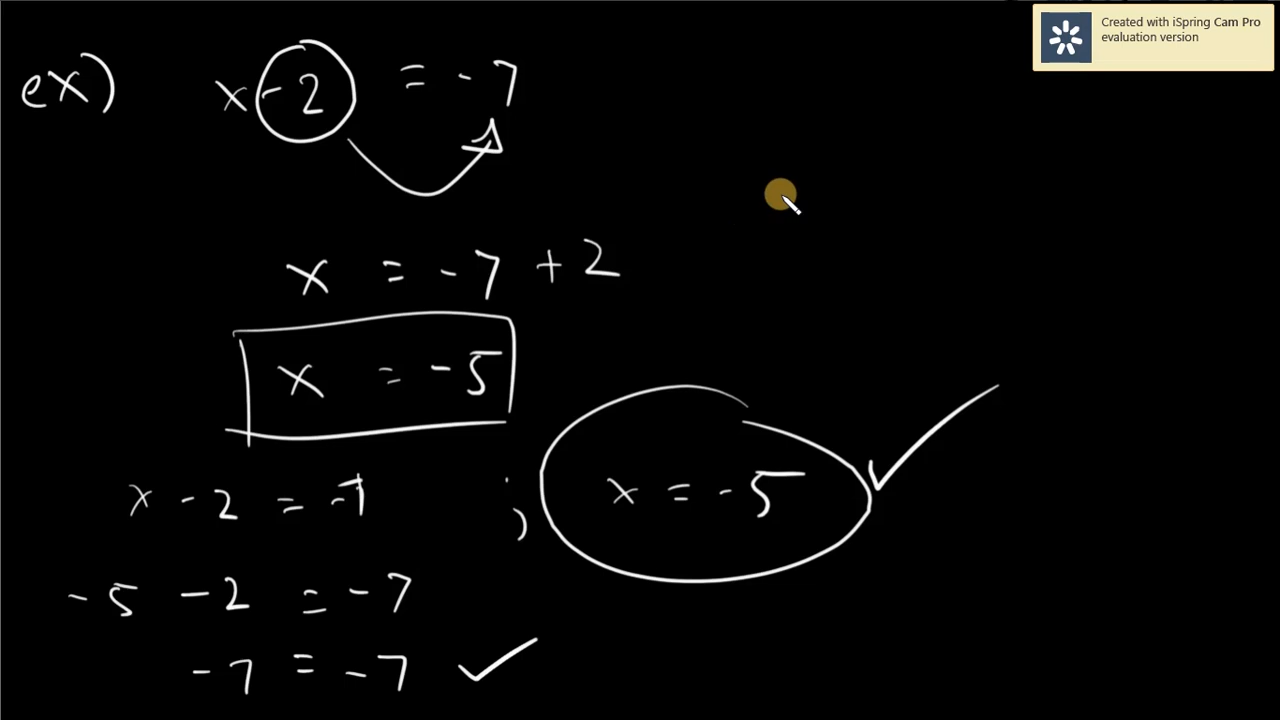 Created with iSpring Cam Pro
evaluation version
ex) x - 2 = - 7
x = - 7 + 2
x = - 5
x - 2 = -7 ; x = - 5
- 5 - 2 = - 7
- 7 = - 7